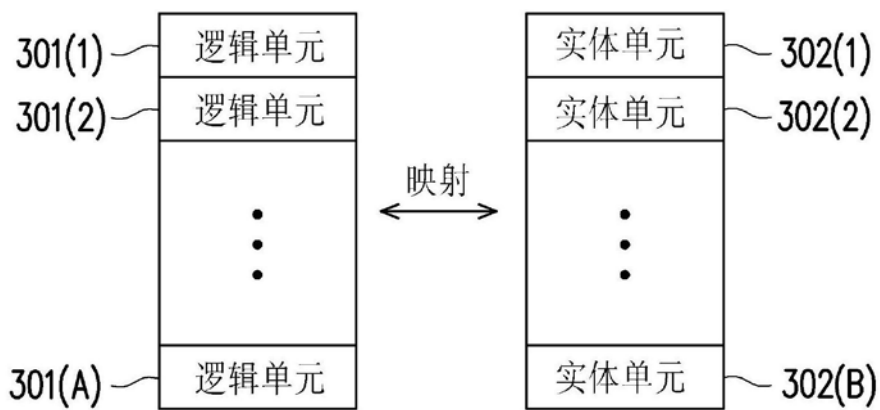 301(1) 逻辑单元 实体单元 302(1)
301(2) 逻辑单元 实体单元 302(2)
映射
301(A) 逻辑单元 实体单元 302(B)